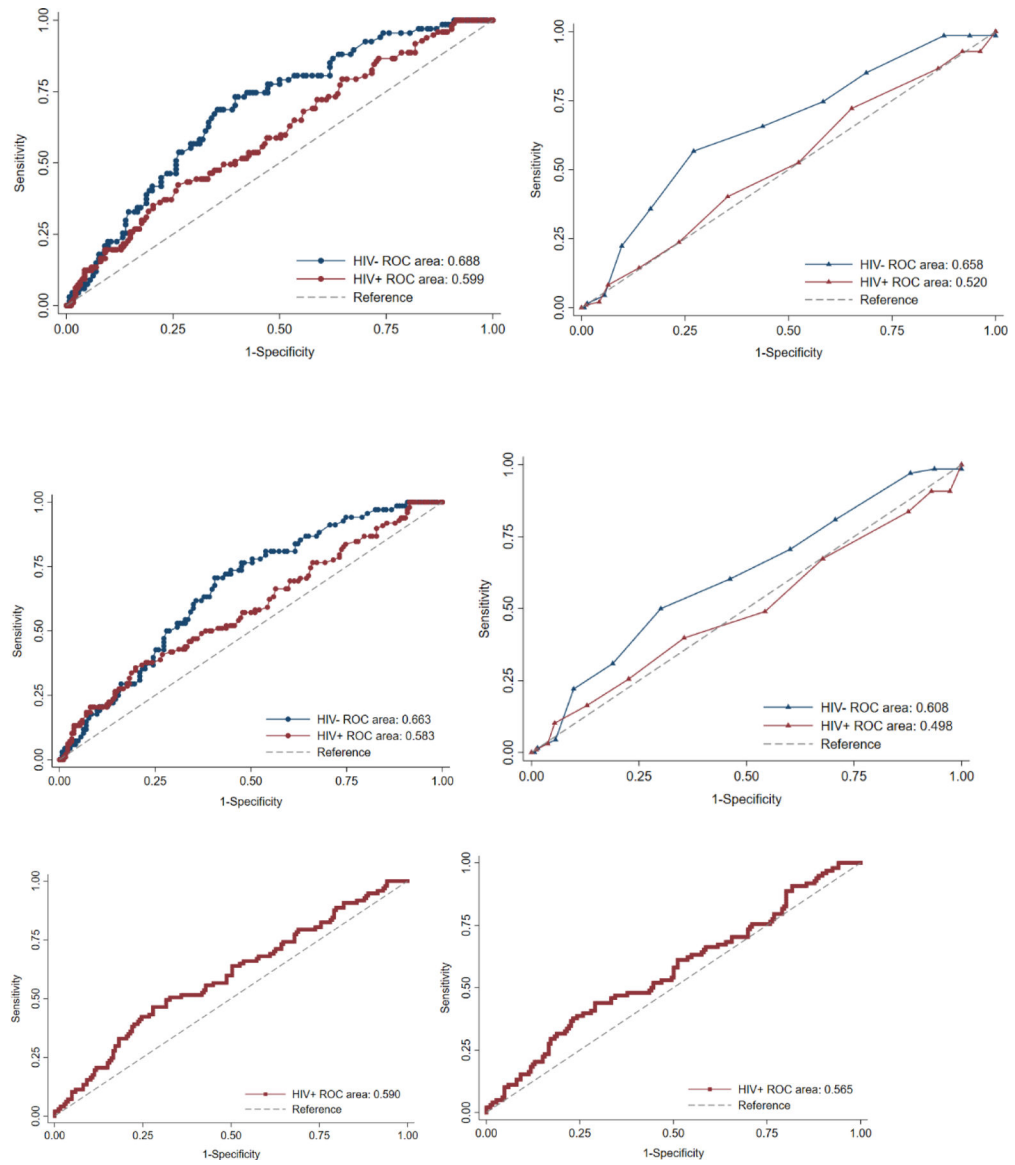 1.00
0.75
0.50
0.25
0.00
Sensitivity
HIV- ROC area: 0.688
HIV+ ROC area: 0.599
Reference
0.00 0.25 0.50 0.75 1.00
1-Specificity
1.00
0.75
0.50
0.25
0.00
Sensitivity
HIV- ROC area: 0.658
HIV+ ROC area: 0.520
Reference
0.00 0.25 0.50 0.75 1.00
1-Specificity
1.00
0.75
0.50
0.25
0.00
Sensitivity
HIV- ROC area: 0.663
HIV+ ROC area: 0.583
Reference
0.00 0.25 0.50 0.75 1.00
1-Specificity
1.00
0.75
0.50
0.25
0.00
Sensitivity
HIV- ROC area: 0.608
HIV+ ROC area: 0.498
Reference
0.00 0.25 0.50 0.75 1.00
1-Specificity
1.00
0.75
0.50
0.25
0.00
Sensitivity
HIV+ ROC area: 0.590
Reference
0.00 0.25 0.50 0.75 1.00
1-Specificity
1.00
0.75
0.50
0.25
0.00
Sensitivity
HIV+ ROC area: 0.565
Reference
0.00 0.25 0.50 0.75 1.00
1-Specificity